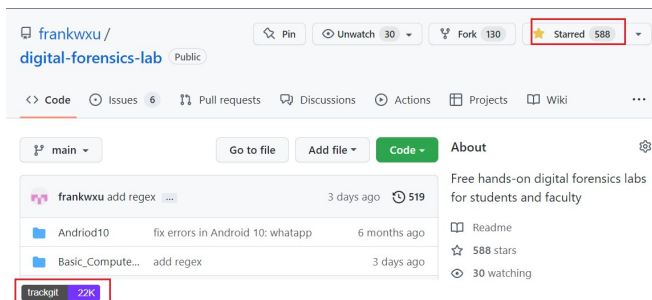 frankwxu / Pin Unwatch 30 Fork 130 Starred 588
digital-forensics-lab Public
Code Issues 6 Pull requests Discussions Actions Projects Wiki ...
main Go to file Add file Code About
Free hands-on digital forensics labs
for students and faculty
frankwxu add regex ... 3 days ago 519
Readme
Andriod10 fix errors in Android 10: whatapp 6 months ago
588 stars
Basic_Compute... add regex 3 days ago
30 watching
trackgit 22K